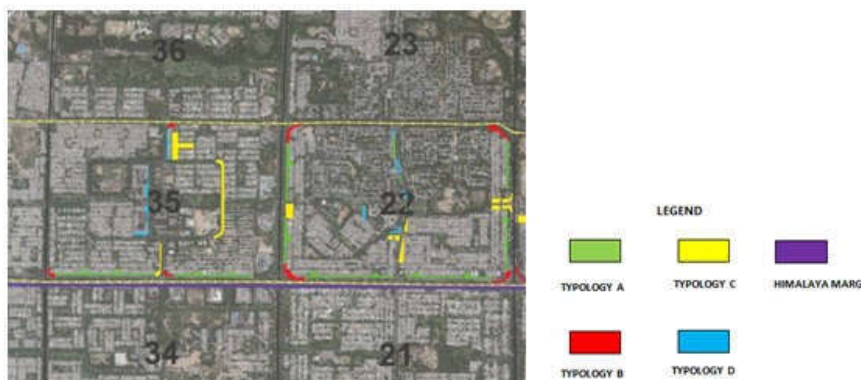 36
23
35
22
34
21
LEGEND
TYPOLOGY A
TYPOLOGY C
HIMALAYA MARG
TYPOLOGY B
TYPOLOGY D